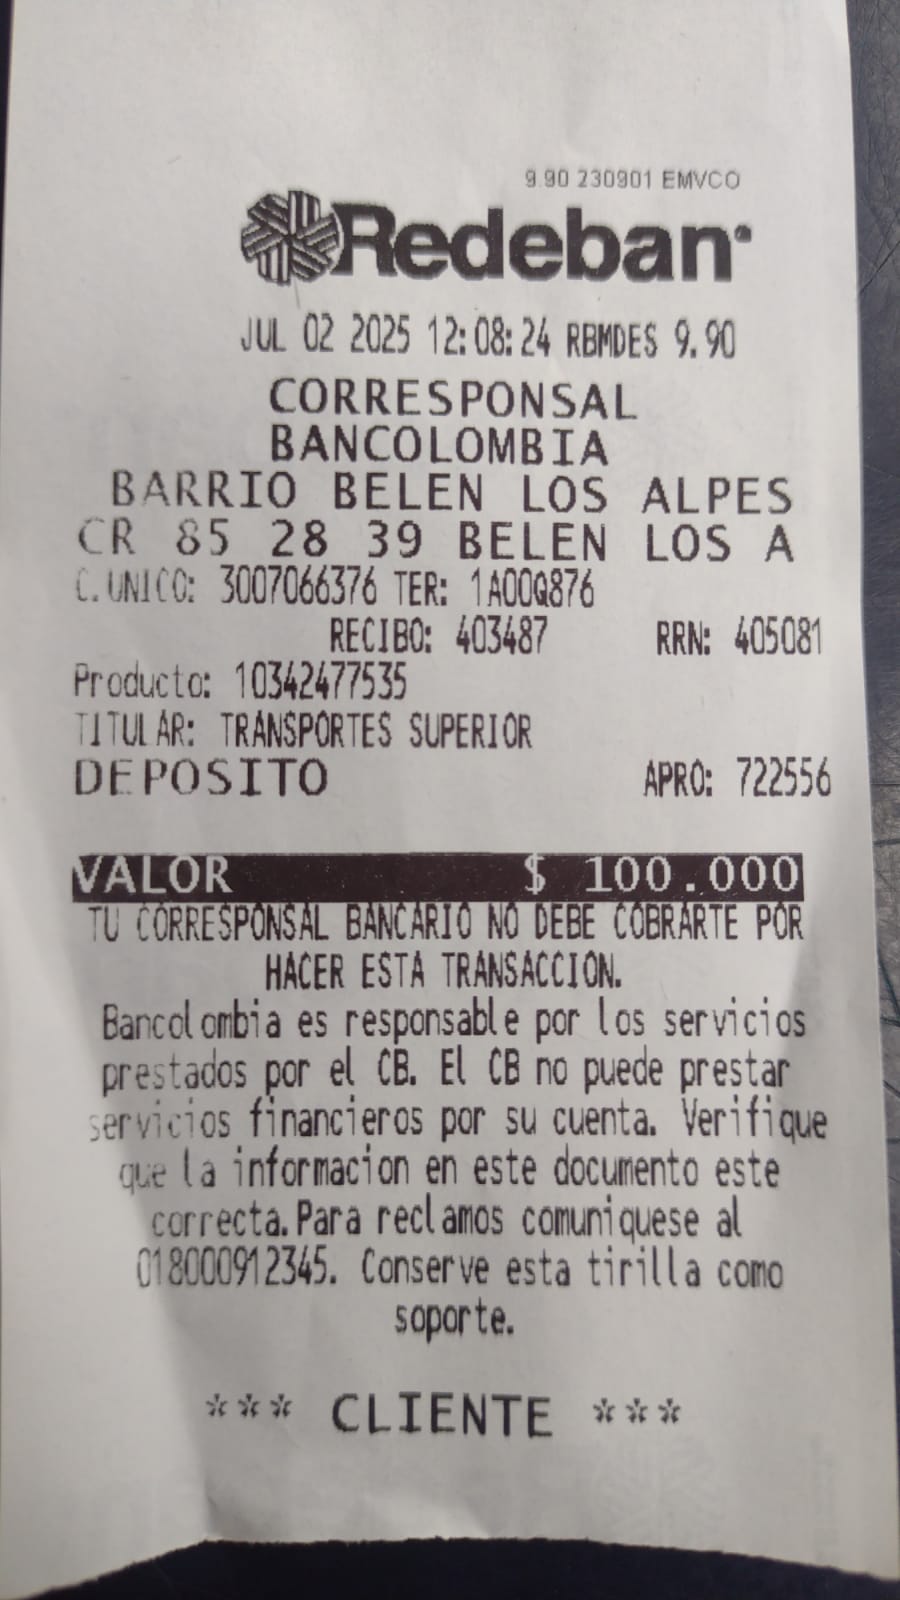 9.90 230901 EMVCO
Redeban
JUL 02 2025 12:08:24 RBMDES 9.90
CORRESPONSAL
BANCOLOMBIA
BARRIO BELEN LOS ALPES
CR 85 28 39 BELEN LOS A
C.UNICO: 3007066376 TER: 1A00Q876
RECIBO: 403487 RRN: 405081
Producto: 10342477535
TITULAR: TRANSPORTES SUPERIOR
DEPOSITO APRO: 722556
VALOR $ 100.000
TU CORRESPONSAL BANCARIO NO DEBE COBRARTE POR
HACER ESTA TRANSACCION.
Bancolombia es responsable por los servicios
prestados por el CB. El CB no puede prestar
servicios financieros por su cuenta. Verifique
que la informacion en este documento este
correcta.Para reclamos comuniquese al
018000912345. Conserve esta tirilla como
soporte.
*** CLIENTE ***